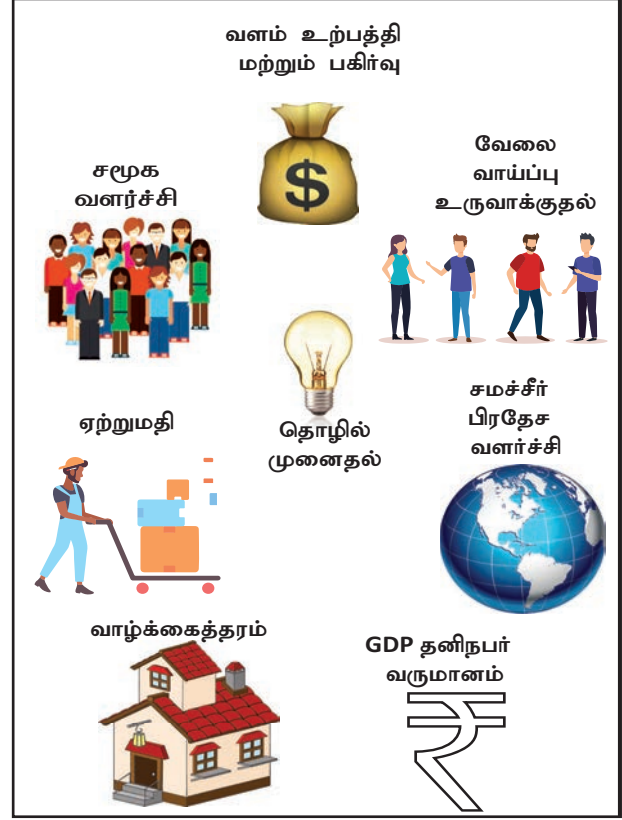 வளம் உற்பத்தி
மற்றும் பகிர்வு
சமூக
வளர்ச்சி
$
வேலை
வாய்ப்பு
உருவாக்குதல்
ஏற்றுமதி
தொழில்
முனைதல்
சமச்சீர்
பிரதேச
வளர்ச்சி
வாழ்க்கைத்தரம்
GDP தனிநபர்
வருமானம்
₹